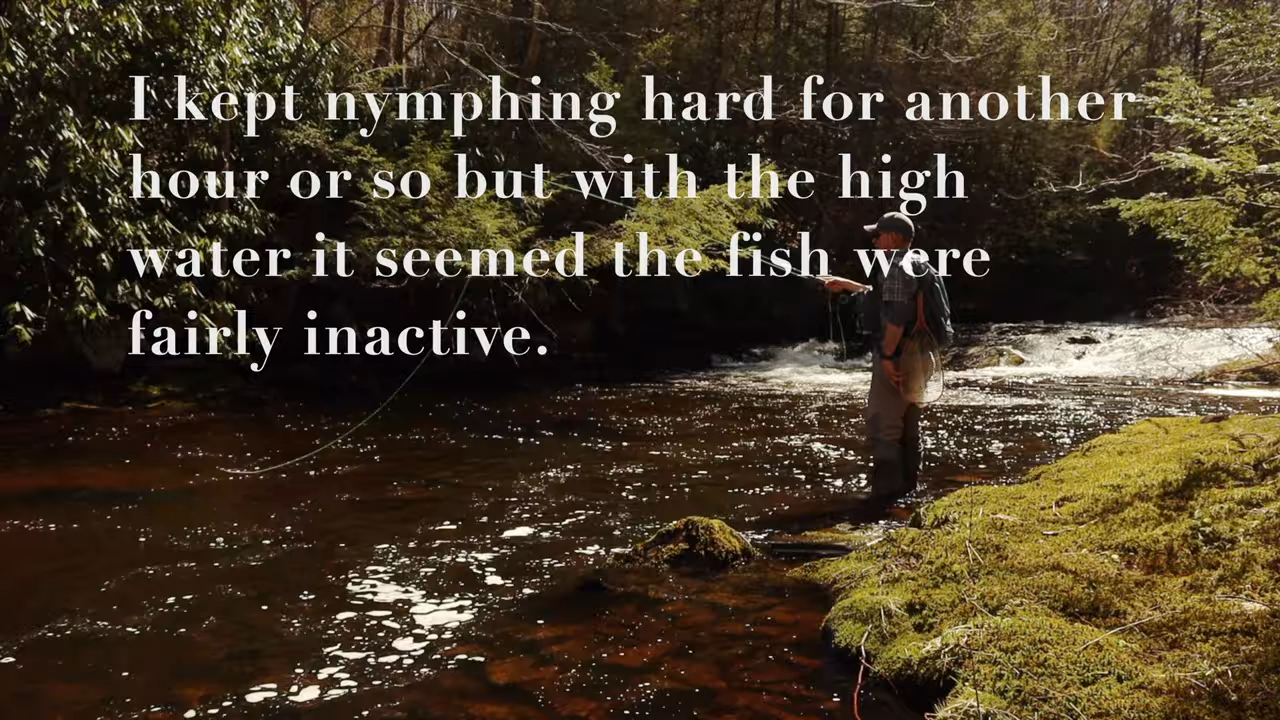 I kept nymphing hard for another
hour or so but with the high
water it seemed the fish were
fairly inactive.